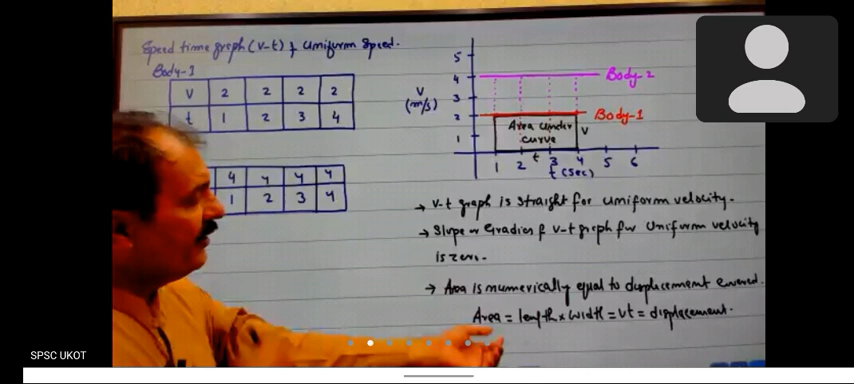 Speed time graph (v-t) of uniform speed.
Body-1
V 2 2 2 2
t 1 2 3 4
4 4 4 4
1 2 3 4
5
4
3
2
1
V
(m/s)
Body-2
Body-1
Area under
curve
V
t
1 2 3 4 5 6
t (sec)
→ v-t graph is straight for uniform velocity.
→ Slope or Gradien of v-t graph for uniform velocity
is zero.
→ Area is numerically equal to displacement covered.
Area = length x width = vt = displacement.
SPSC UKOT